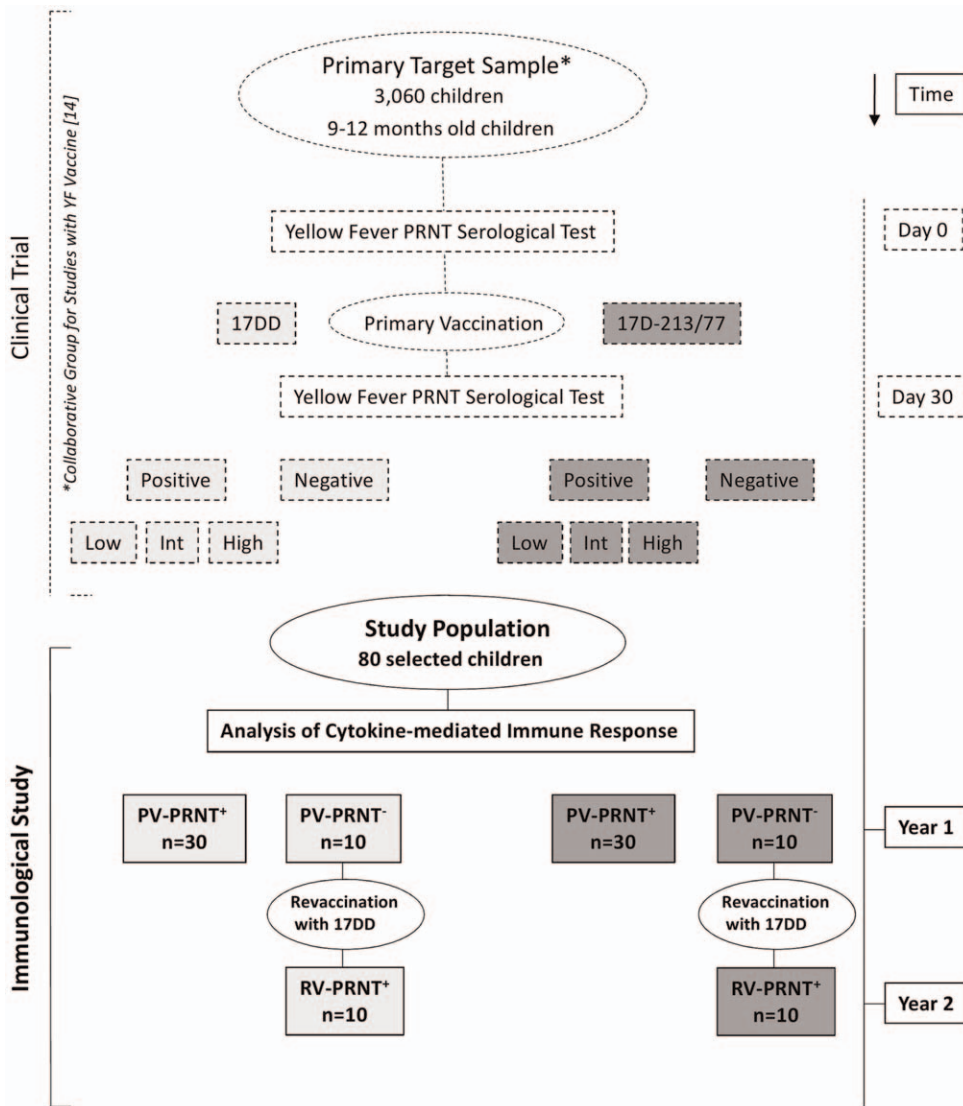 Primary Target Sample*
3,060 children
9-12 months old children
Time
Clinical Trial
*Collaborative Group for Studies with YF Vaccine [14]
Yellow Fever PRNT Serological Test
Day 0
17DD
Primary Vaccination
17D-213/77
Yellow Fever PRNT Serological Test
Day 30
Positive
Negative
Positive
Negative
Low
Int
High
Low
Int
High
Study Population
80 selected children
Analysis of Cytokine-mediated Immune Response
Immunological Study
PV-PRNT⁺
n=30
PV-PRNT⁻
n=10
PV-PRNT⁺
n=30
PV-PRNT⁻
n=10
Year 1
Revaccination
with 17DD
Revaccination
with 17DD
RV-PRNT⁺
n=10
RV-PRNT⁺
n=10
Year 2